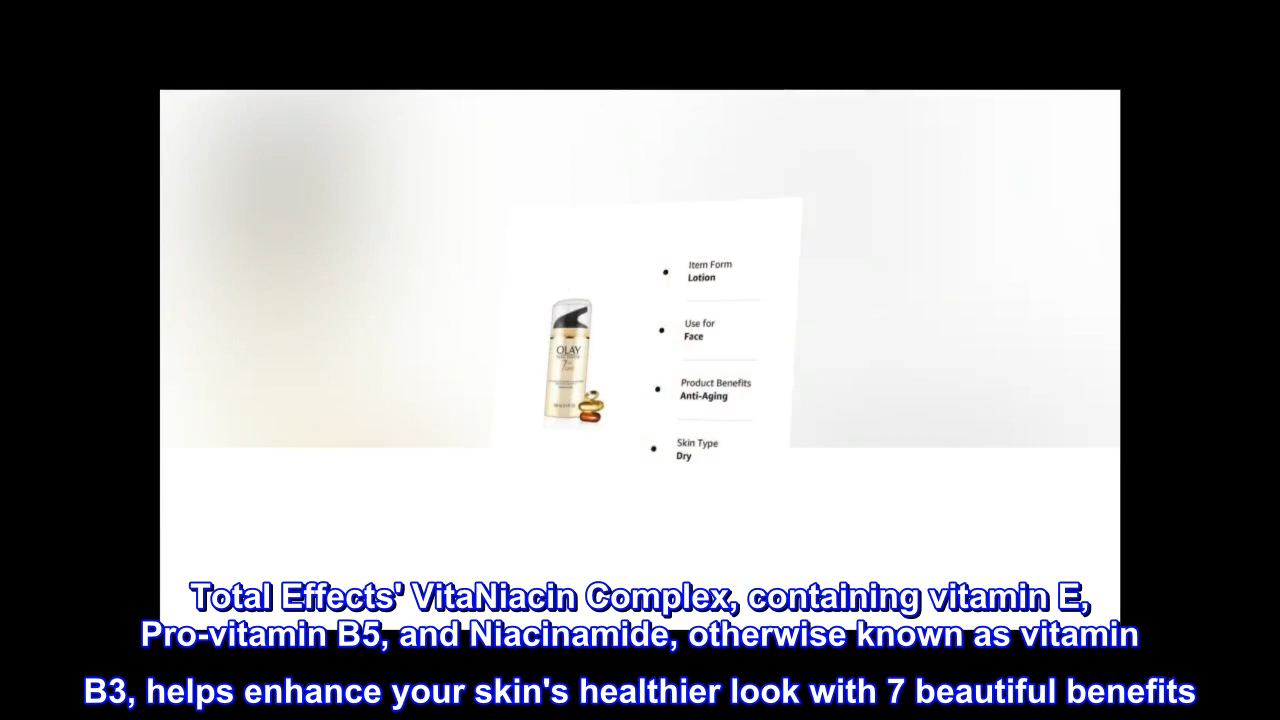 Item Form
Lotion
Use for
Face
Product Benefits
Anti-Aging
Skin Type
Dry
OLAY
7
Total Effects' VitaNiacin Complex, containing vitamin E,
Pro-vitamin B5, and Niacinamide, otherwise known as vitamin
B3, helps enhance your skin's healthier look with 7 beautiful benefits